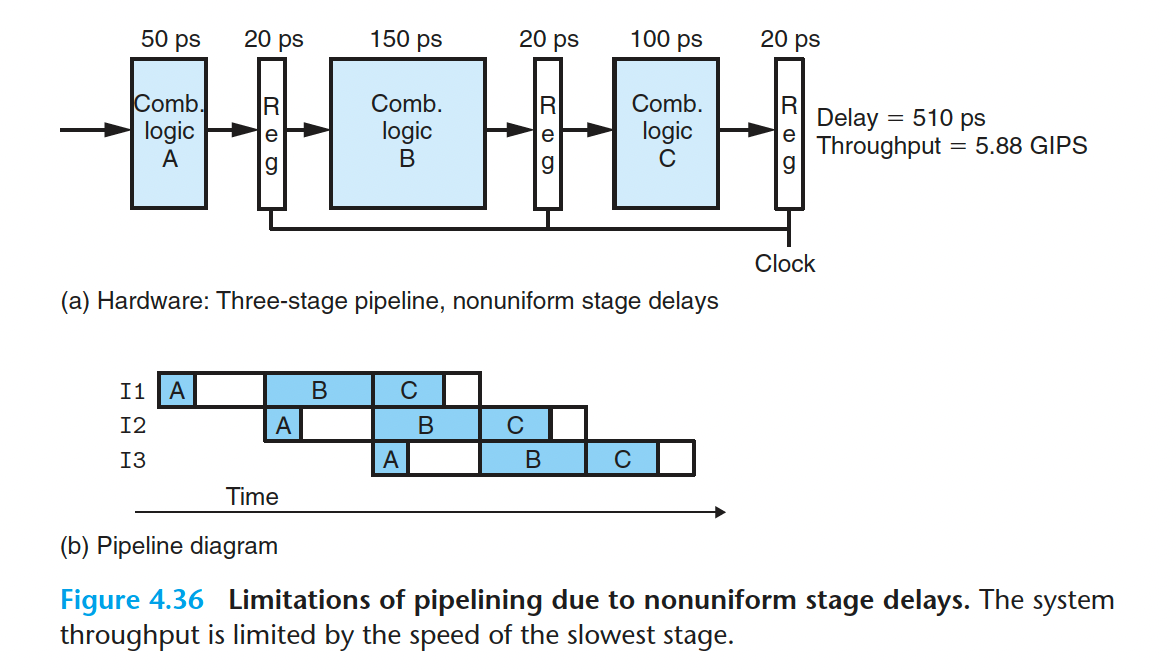 50 ps 20 ps 150 ps 20 ps 100 ps 20 ps
Comb.
logic
A
Reg
Comb.
logic
B
Reg
Comb.
logic
C
Reg
Delay = 510 ps
Throughput = 5.88 GIPS
Clock
(a) Hardware: Three-stage pipeline, nonuniform stage delays
I1 A B C
I2 A B C
I3 A B C
Time
(b) Pipeline diagram
Figure 4.36 Limitations of pipelining due to nonuniform stage delays. The system
throughput is limited by the speed of the slowest stage.